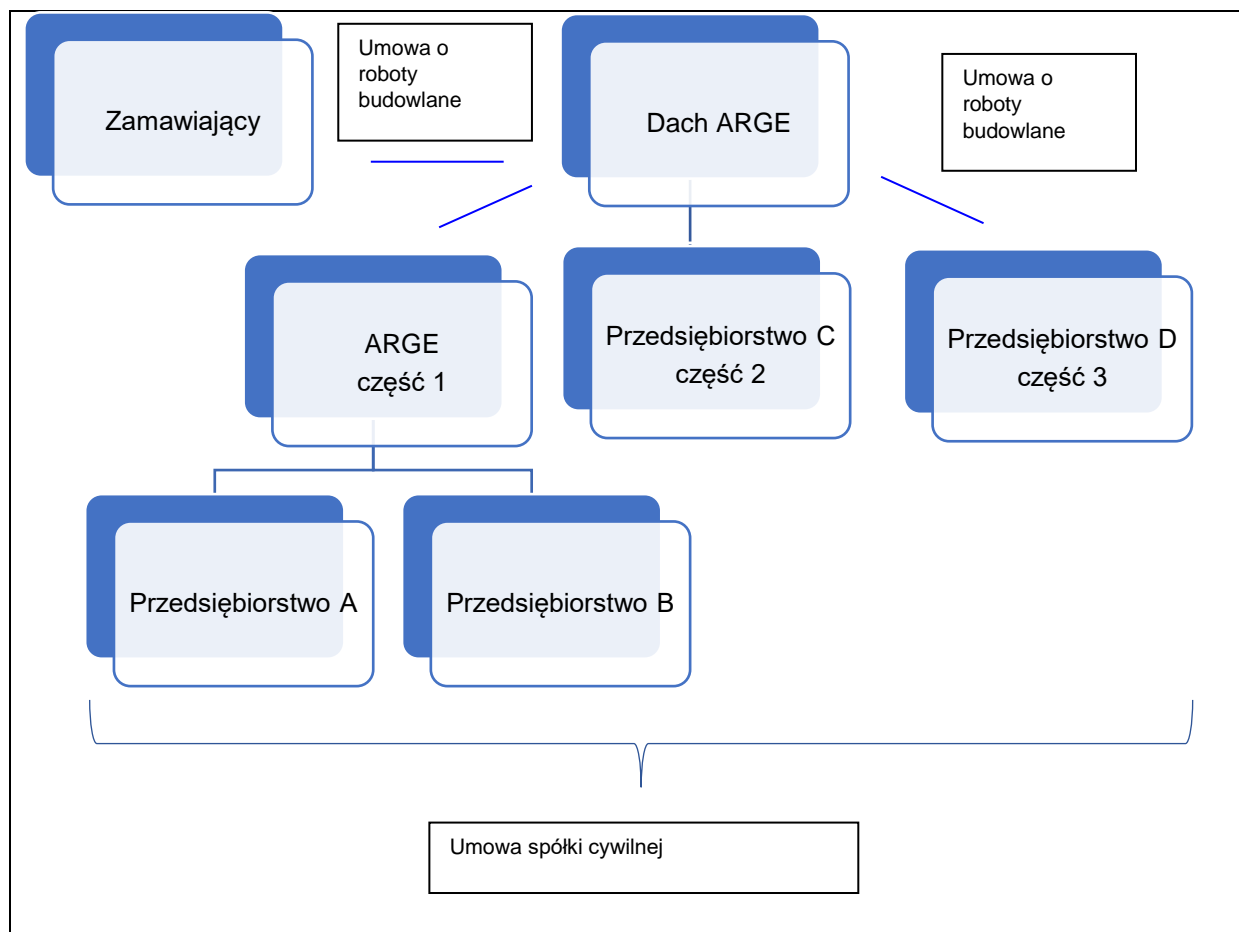 Zamawiający
Umowa o
roboty
budowlane
Dach ARGE
Umowa o
roboty
budowlane
ARGE
część 1
Przedsiębiorstwo C
część 2
Przedsiębiorstwo D
część 3
Przedsiębiorstwo A
Przedsiębiorstwo B
Umowa spółki cywilnej